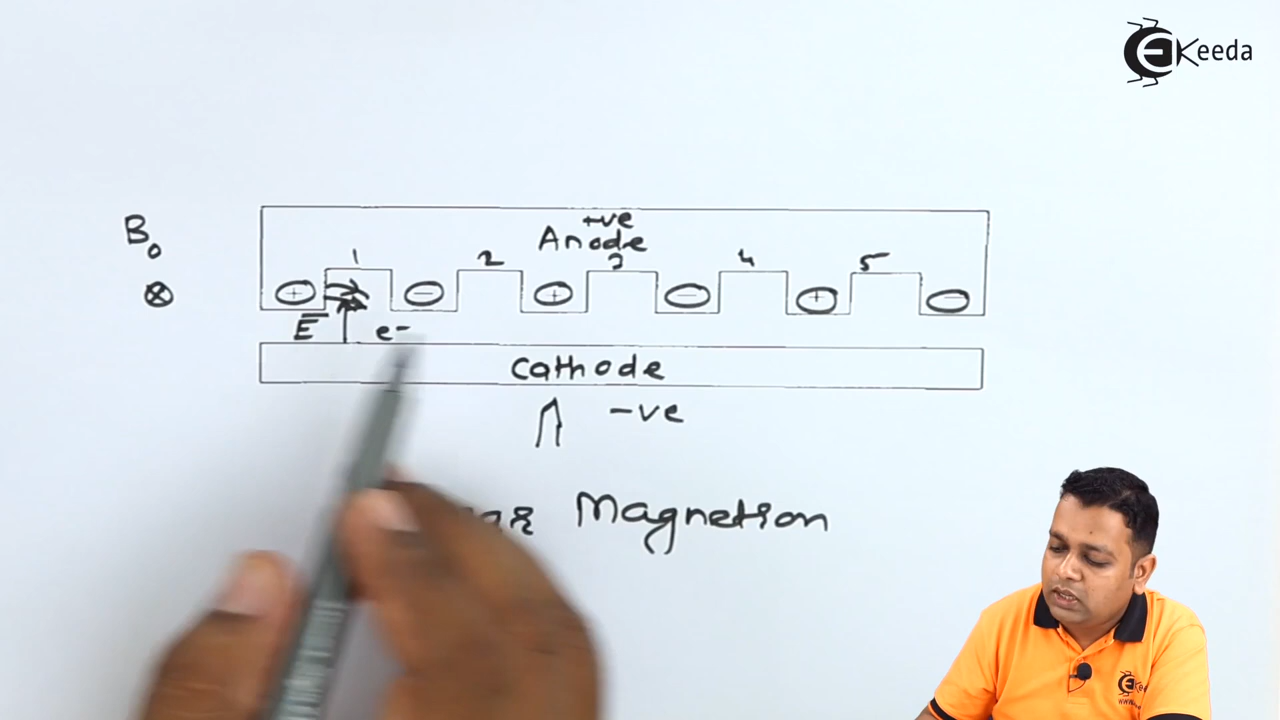 EKeeda
+ve
B₀
Anode
1 2 3 4 5
+ − + − + −
E̅ e-
Cathode
-ve
Magnetron